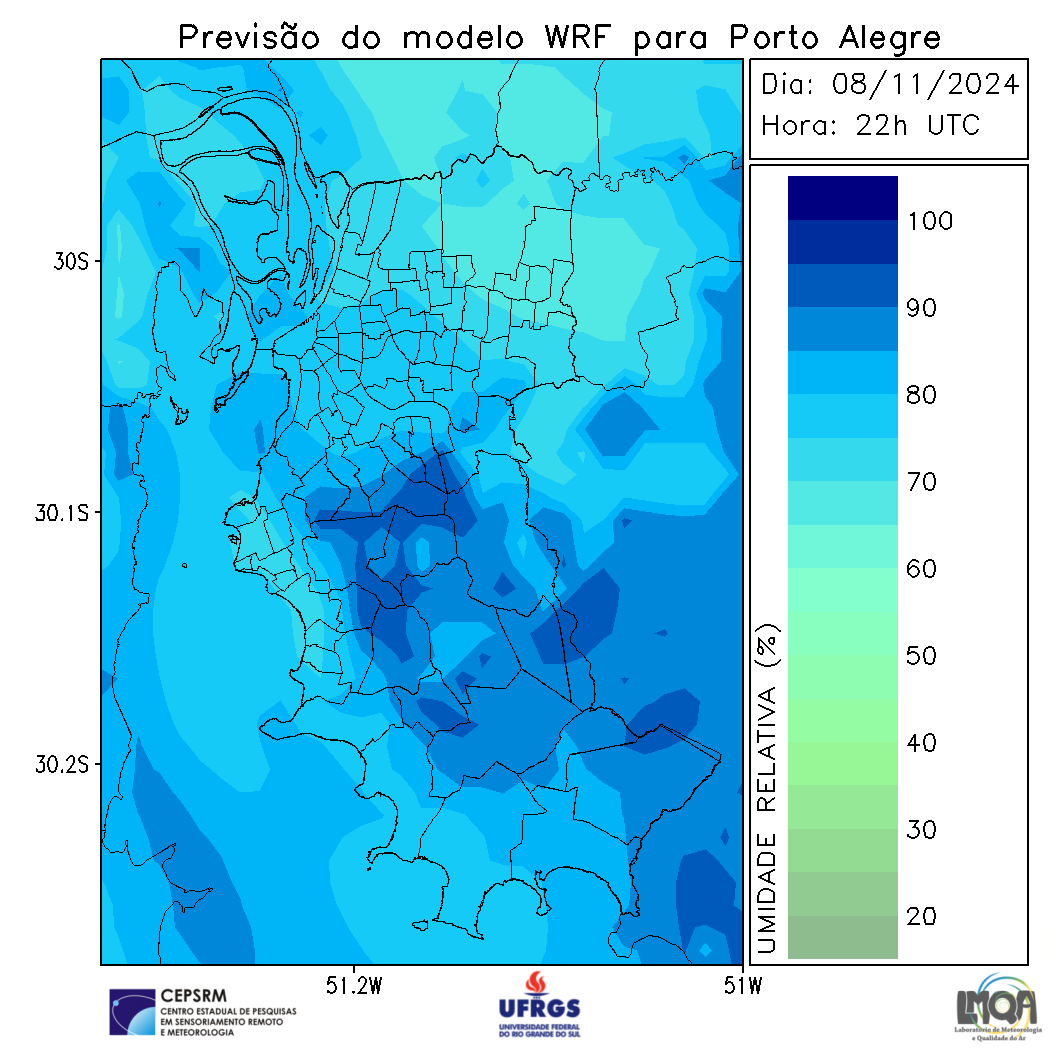 Previsão do modelo WRF para Porto Alegre
Dia: 08/11/2024
Hora: 22h UTC
30S
30.1S
30.2S
51.2W
51W
100
90
80
70
60
50
40
30
20
UMIDADE RELATIVA (%)
CEPSRM
CENTRO ESTADUAL DE PESQUISAS
EM SENSORIAMENTO REMOTO
E METEOROLOGIA
UFRGS
UNIVERSIDADE FEDERAL
DO RIO GRANDE DO SUL
LMQA
Laboratório de Meteorologia
e Qualidade do Ar